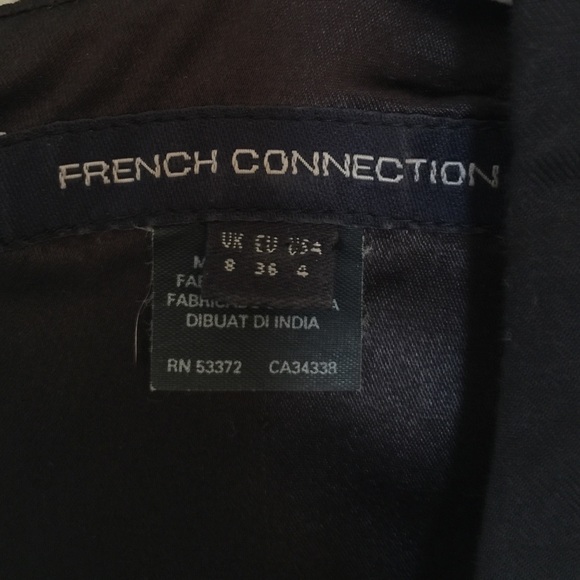 FRENCH CONNECTION
UK EU USA
8 36 4
DIBUAT DI INDIA
RN 53372 CA34338